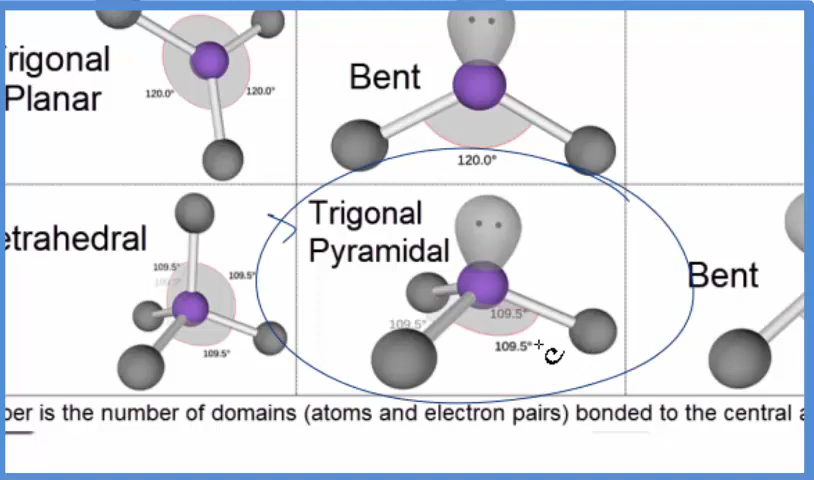 rigonal
Planar
120.0°
120.0°
Bent
120.0°
etrahedral
109.5°
109.5°
109.5°
Trigonal
Pyramidal
109.5°
109.5°
109.5°
Bent
ber is the number of domains (atoms and electron pairs) bonded to the central a